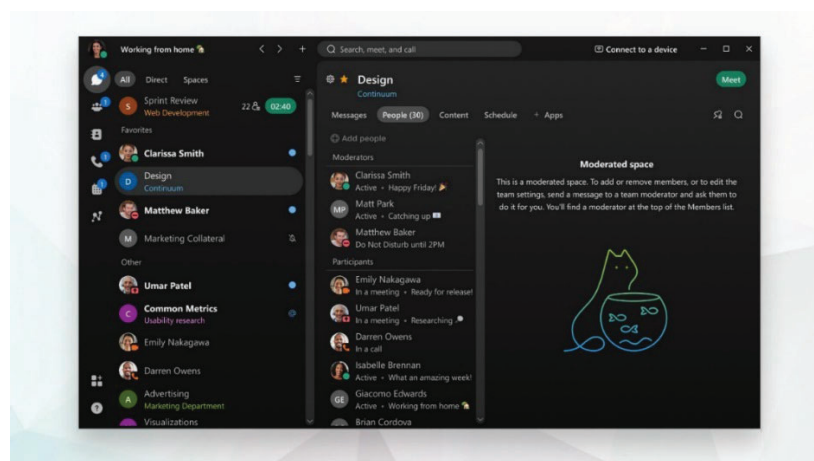 Working from home
Search, meet, and call
Connect to a device
All Direct Spaces
Sprint Review
Web Development
22
02:40
Favorites
Clarissa Smith
Design
Continuum
Matthew Baker
M
Marketing Collateral
Other
Umar Patel
Common Metrics
Usability research
Emily Nakagawa
Darren Owens
Advertising
Marketing Department
Visualizations
S
D
C
A
Design
Continuum
Meet
Messages People (30) Content Schedule + Apps
Add people
Moderators
Clarissa Smith
Active • Happy Friday!
MP
Matt Park
Active • Catching up
Matthew Baker
Do Not Disturb until 2PM
Participants
Emily Nakagawa
In a meeting • Ready for release!
Umar Patel
In a meeting • Researching
Darren Owens
In a call
Isabelle Brennan
Active • What an amazing week!
GE
Giacomo Edwards
Active • Working from home
Brian Cordova
Moderated space
This is a moderated space. To add or remove members, or to edit the
team settings, send a message to a team moderator and ask them to
do it for you. You'll find a moderator at the top of the Members list.